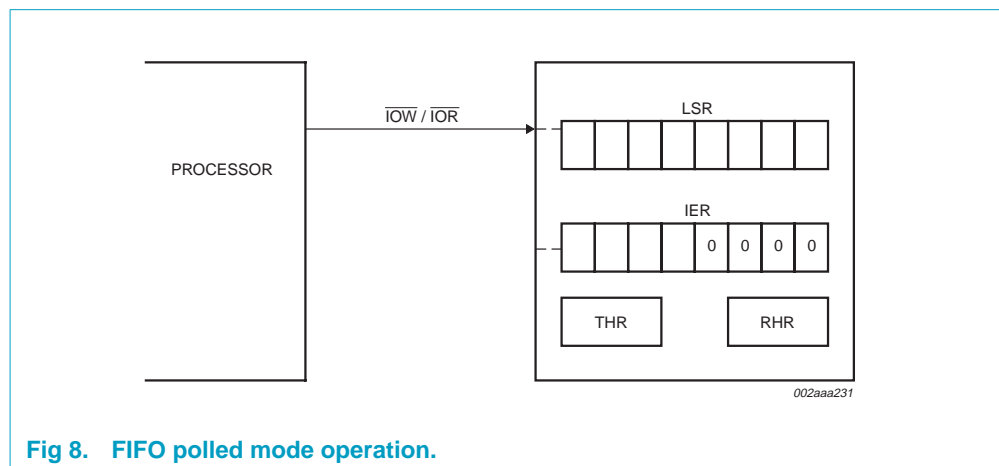 IOW / IOR
LSR
PROCESSOR
IER
0 0 0 0
THR RHR
002aaa231
Fig 8. FIFO polled mode operation.